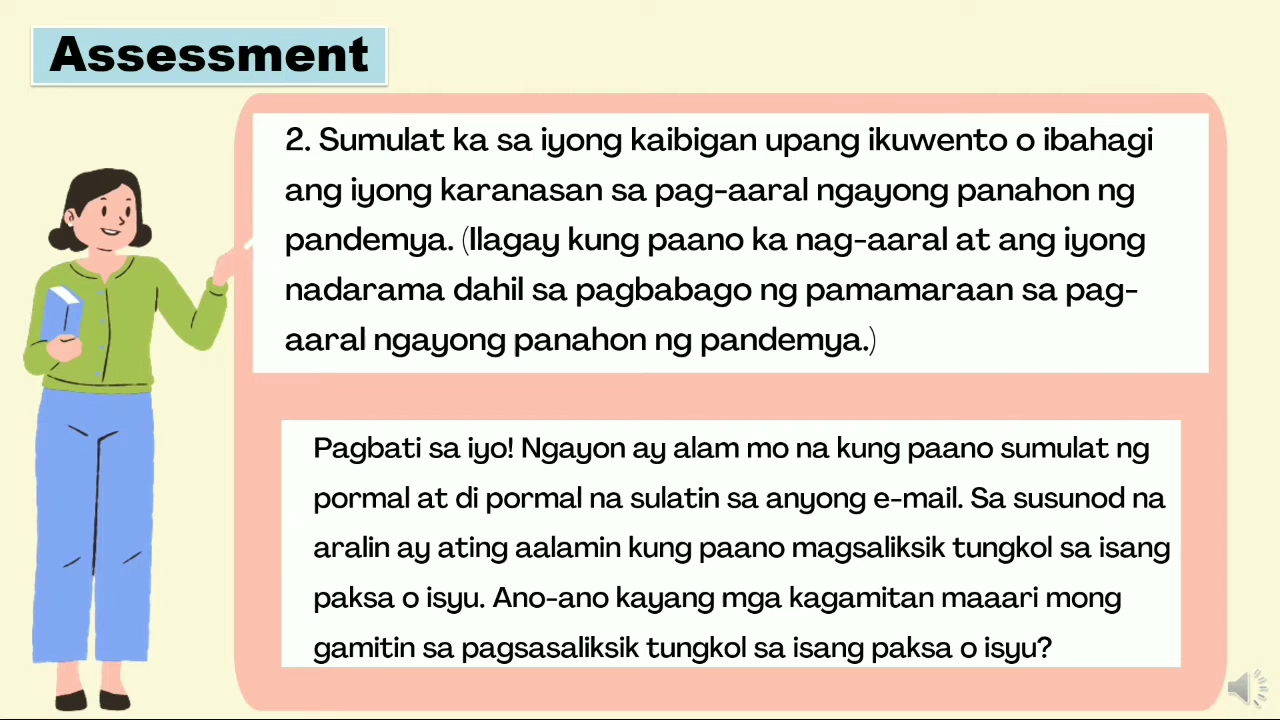 Assessment
2. Sumulat ka sa iyong kaibigan upang ikuwento o ibahagi
ang iyong karanasan sa pag-aaral ngayong panahon ng
pandemya. (Ilagay kung paano ka nag-aaral at ang iyong
nadarama dahil sa pagbabago ng pamamaraan sa pag-
aaral ngayong panahon ng pandemya.)
Pagbati sa iyo! Ngayon ay alam mo na kung paano sumulat ng
pormal at di pormal na sulatin sa anyong e-mail. Sa susunod na
aralin ay ating aalamin kung paano magsaliksik tungkol sa isang
paksa o isyu. Ano-ano kayang mga kagamitan maaari mong
gamitin sa pagsasaliksik tungkol sa isang paksa o isyu?